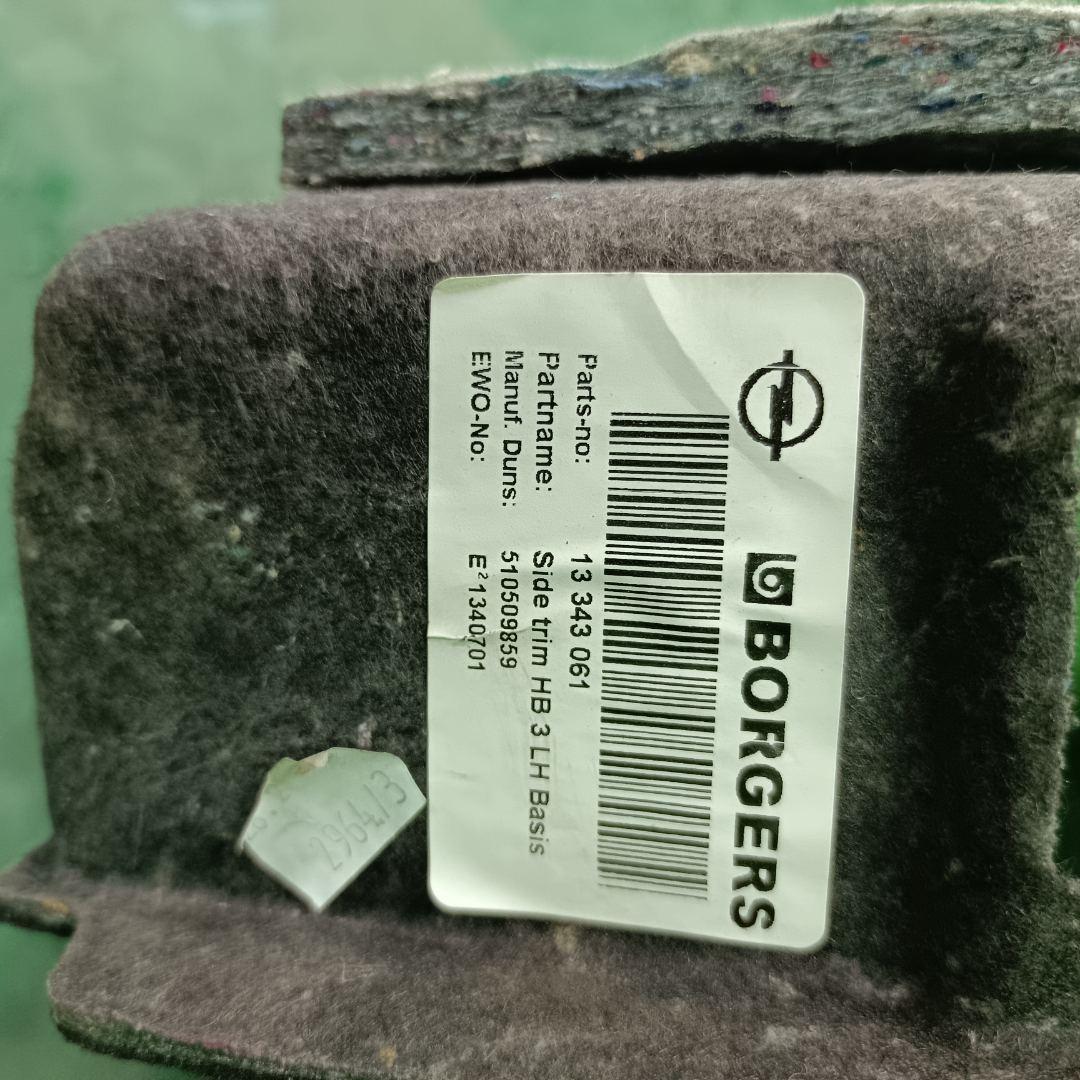 BORGERS
Parts-no: 13 343 061
Partname: Side trim HB 3 LH Basis
Manuf. Duns: 510509859
EWO-No: E²1340701
29647/3